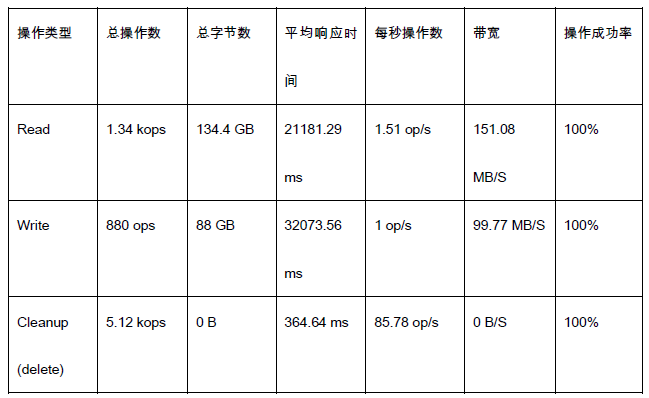 操作类型 总操作数 总字节数 平均响应时 每秒操作数 带宽 操作成功率
间
Read 1.34 kops 134.4 GB 21181.29 1.51 op/s 151.08 100%
ms MB/S
Write 880 ops 88 GB 32073.56 1 op/s 99.77 MB/S 100%
ms
Cleanup 5.12 kops 0 B 364.64 ms 85.78 op/s 0 B/S 100%
(delete)